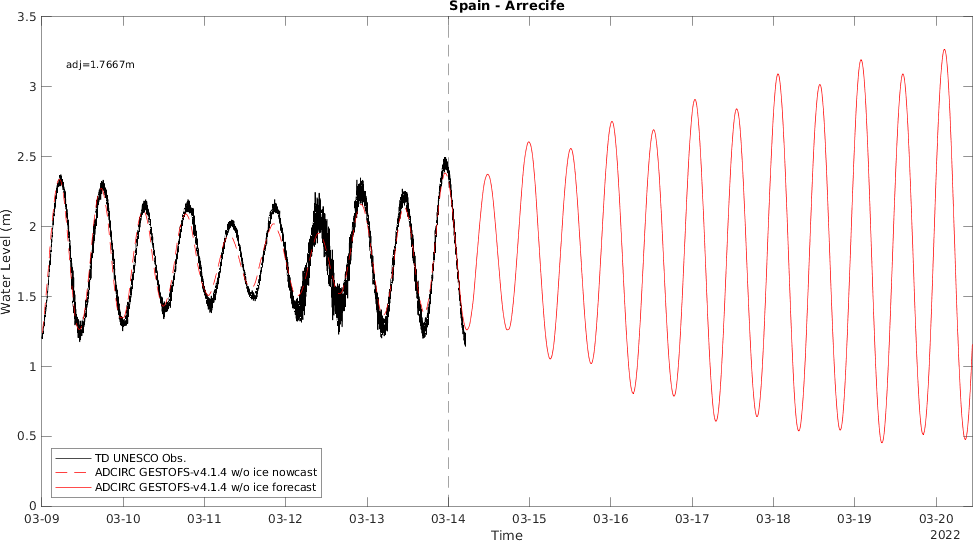 Spain - Arrecife
adj=1.7667m
Water Level (m)
3.5
3
2.5
2
1.5
1
0.5
0
TD UNESCO Obs.
ADCIRC GESTOFS-v4.1.4 w/o ice nowcast
ADCIRC GESTOFS-v4.1.4 w/o ice forecast
03-09 03-10 03-11 03-12 03-13 03-14 03-15 03-16 03-17 03-18 03-19 03-20
2022
Time